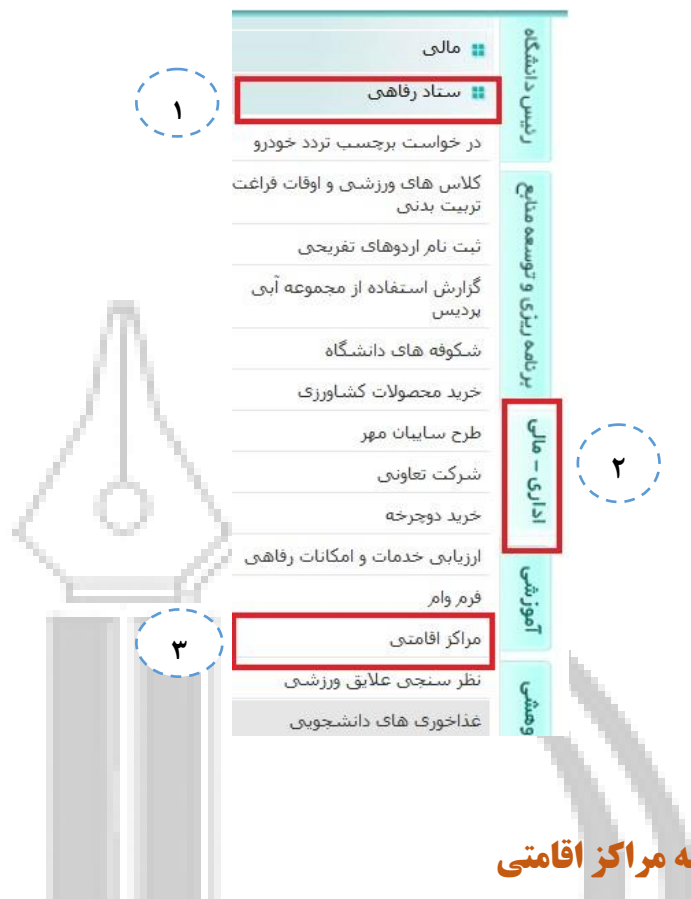 مالی
ستاد رفاهی
۱
در خواست برچسب تردد خودرو
کلاس های ورزشی و اوقات فراغت
تربیت بدنی
ثبت نام اردوهای تفریحی
گزارش استفاده از مجموعه آبی
پردیس
شکوفه های دانشگاه
خرید محصولات کشاورزی
طرح سایبان مهر
شرکت تعاونی
خرید دوچرخه
ارزیابی خدمات و امکانات رفاهی
فرم وام
مراکز اقامتی
۳
نظر سنجی علایق ورزشی
غذاخوری های دانشجویی
رئیس دانشگاه
برنامه ریزی و توسعه منابع
اداری - مالی
۲
آموزشی
وهشی
ه مراکز اقامتی